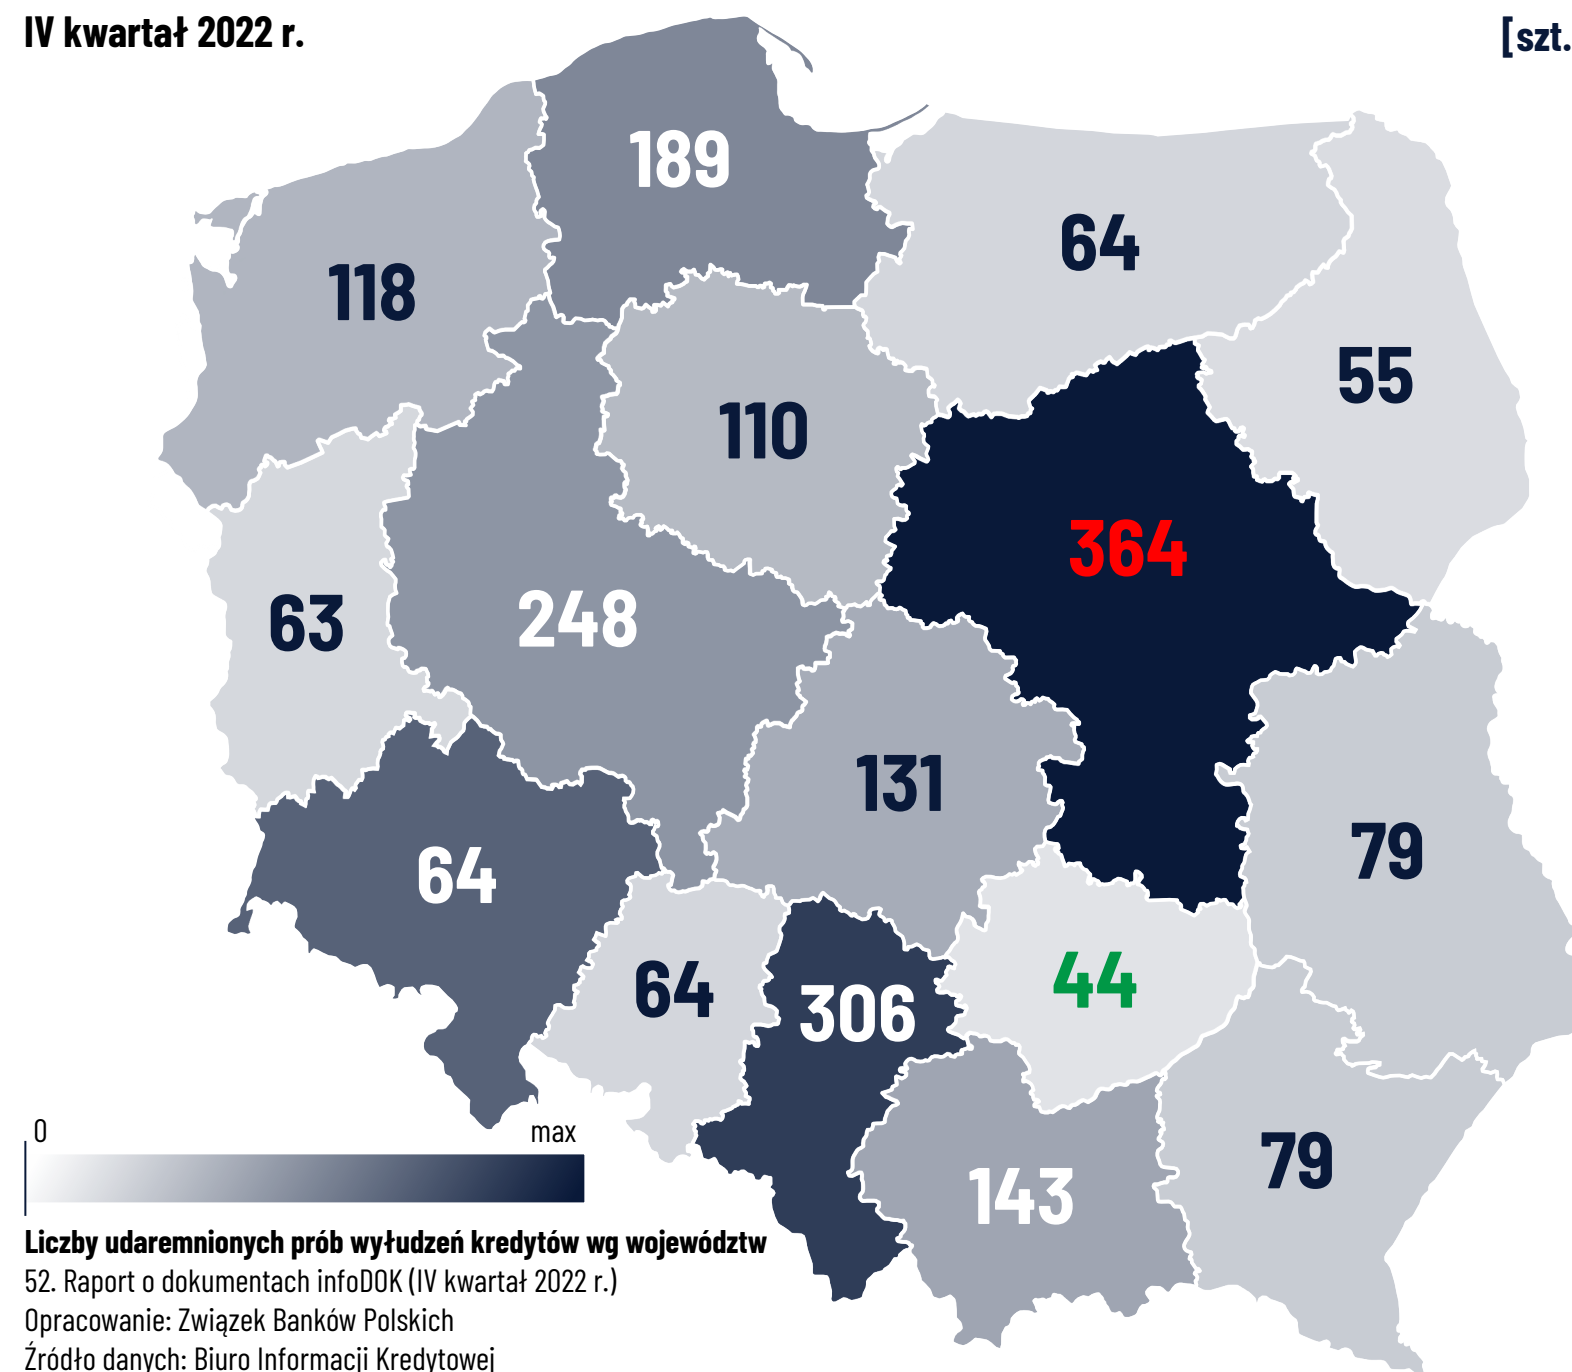 IV kwartał 2022 r.
[szt.
189
64
118
55
110
364
63
248
131
79
64
64
306
44
143
79
0 max
Liczby udaremnionych prób wyłudzeń kredytów wg województw
52. Raport o dokumentach infoDOK (IV kwartał 2022 r.)
Opracowanie: Związek Banków Polskich
Źródło danych: Biuro Informacji Kredytowej